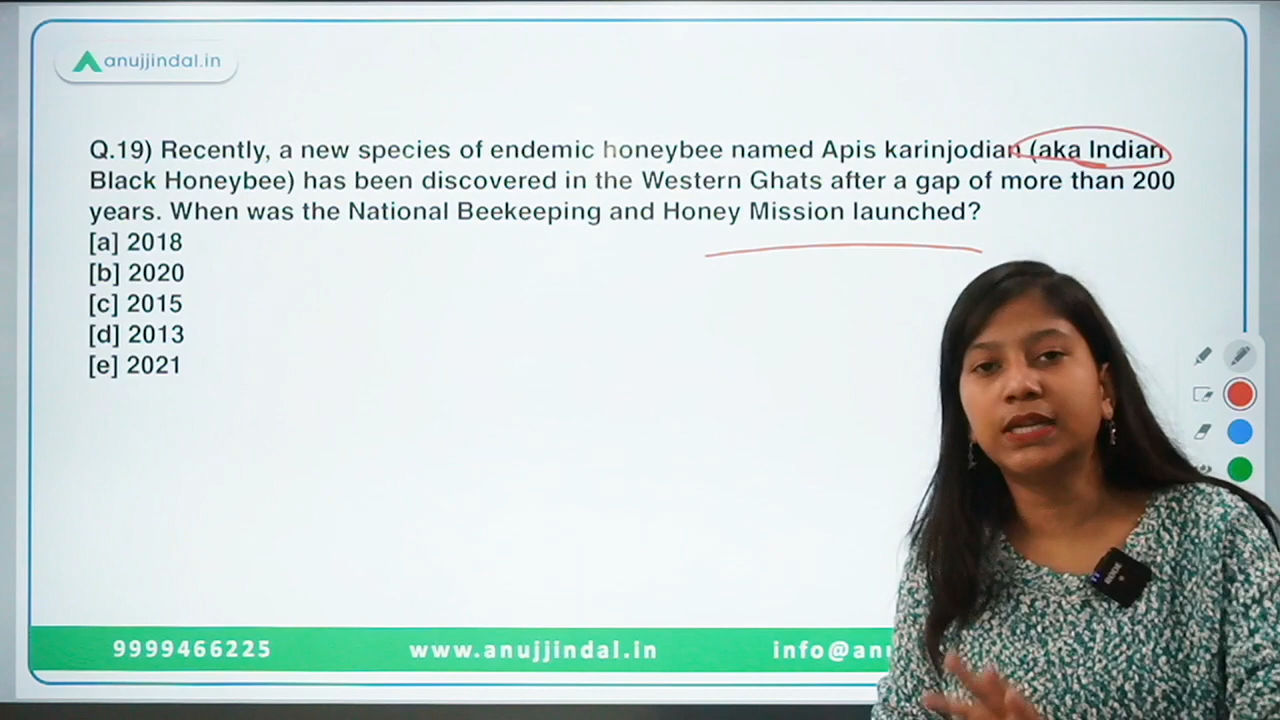 anujjindal.in
Q.19) Recently, a new species of endemic honeybee named Apis karinjodian (aka Indian
Black Honeybee) has been discovered in the Western Ghats after a gap of more than 200
years. When was the National Beekeeping and Honey Mission launched?
[a] 2018
[b] 2020
[c] 2015
[d] 2013
[e] 2021
9999466225 www.anujjindal.in info@anu